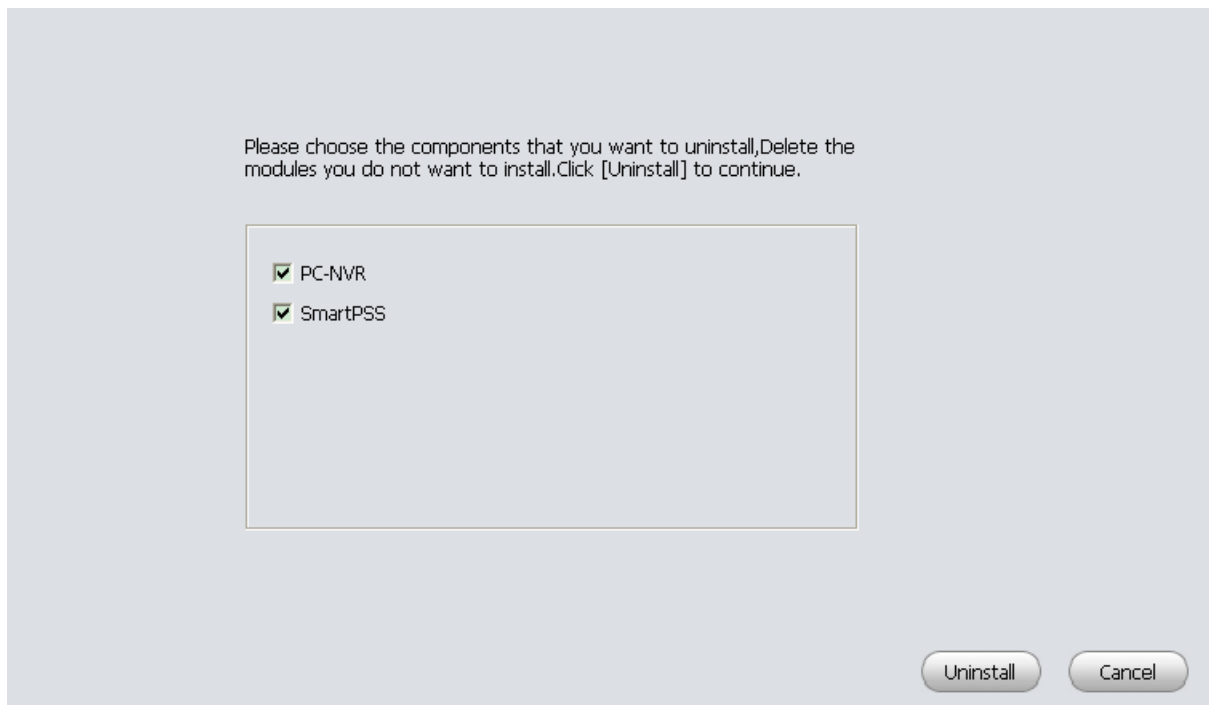 Please choose the components that you want to uninstall,Delete the
modules you do not want to install.Click [Uninstall] to continue.
PC-NVR
SmartPSS
Uninstall
Cancel